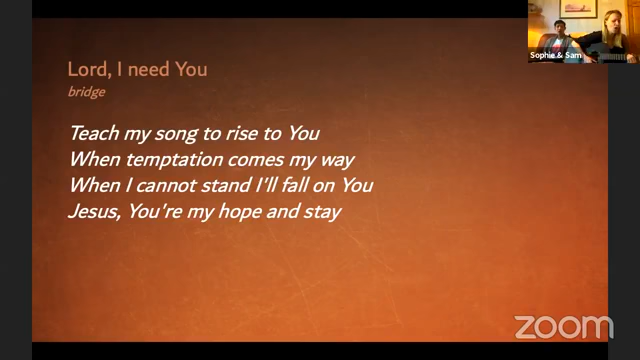 Lord, I need You
bridge
Teach my song to rise to You
When temptation comes my way
When I cannot stand I'll fall on You
Jesus, You're my hope and stay
Sophie & Sam
zoom